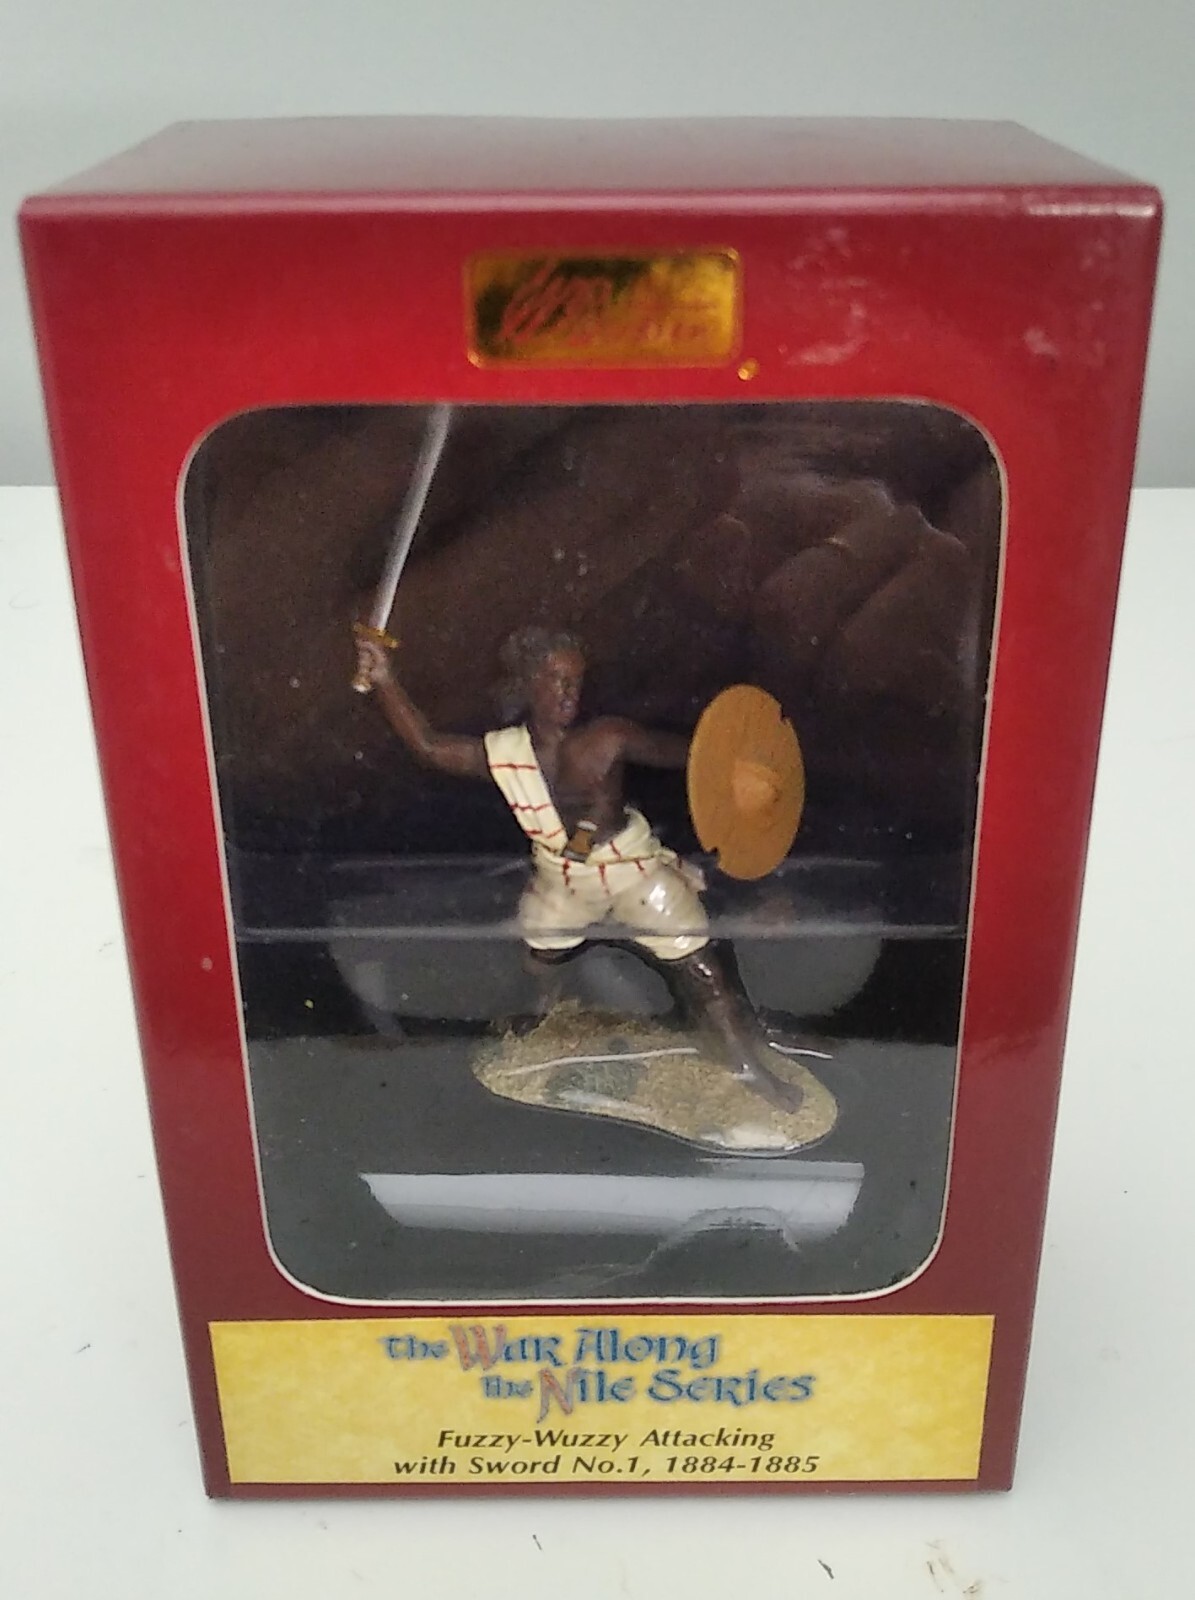 The War Along
the Nile Series
Fuzzy-Wuzzy Attacking
with Sword No.1, 1884-1885